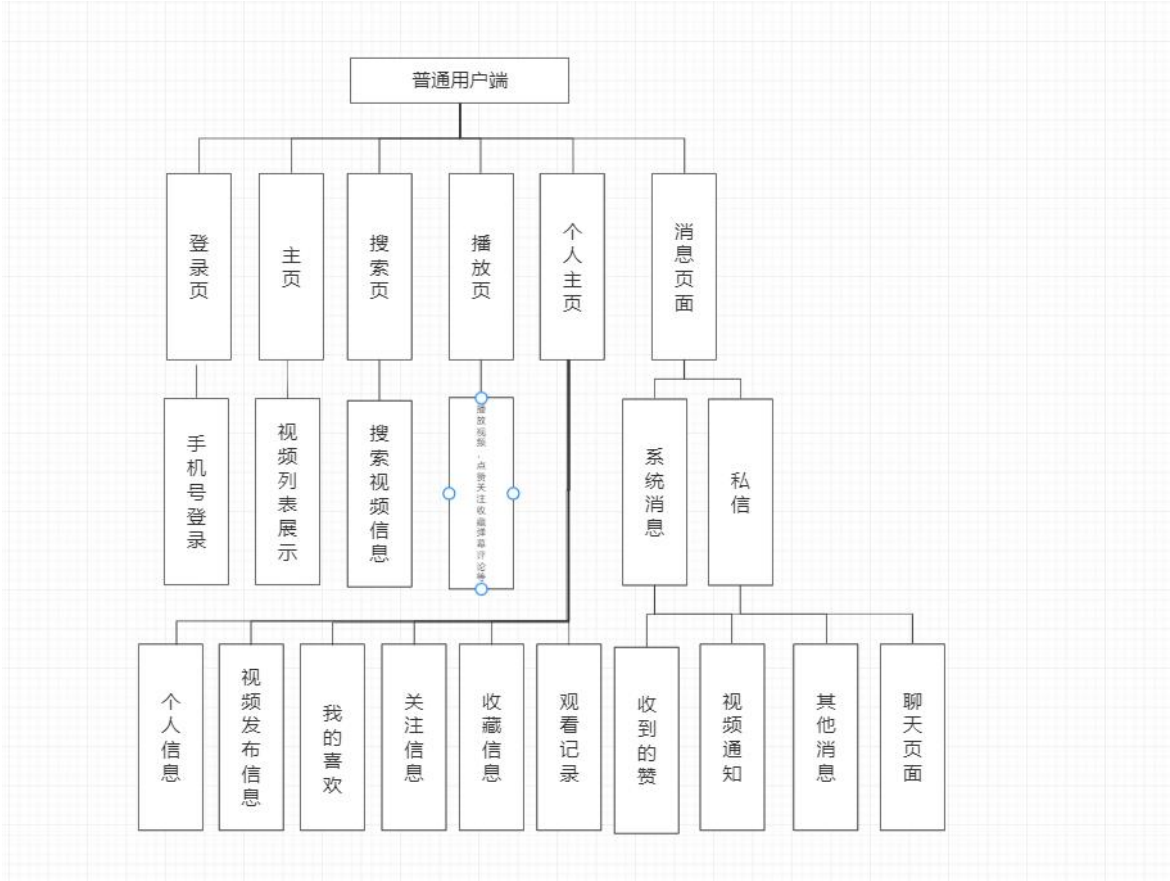 普通用户端
登录页
主页
搜索页
播放页
个人主页
消息页面
手机号登录
视频列表展示
搜索视频信息
播放视频，点赞关注收藏弹幕评论等
系统消息
私信
个人信息
视频发布信息
我的喜欢
关注信息
收藏信息
观看记录
收到的赞
视频通知
其他消息
聊天页面